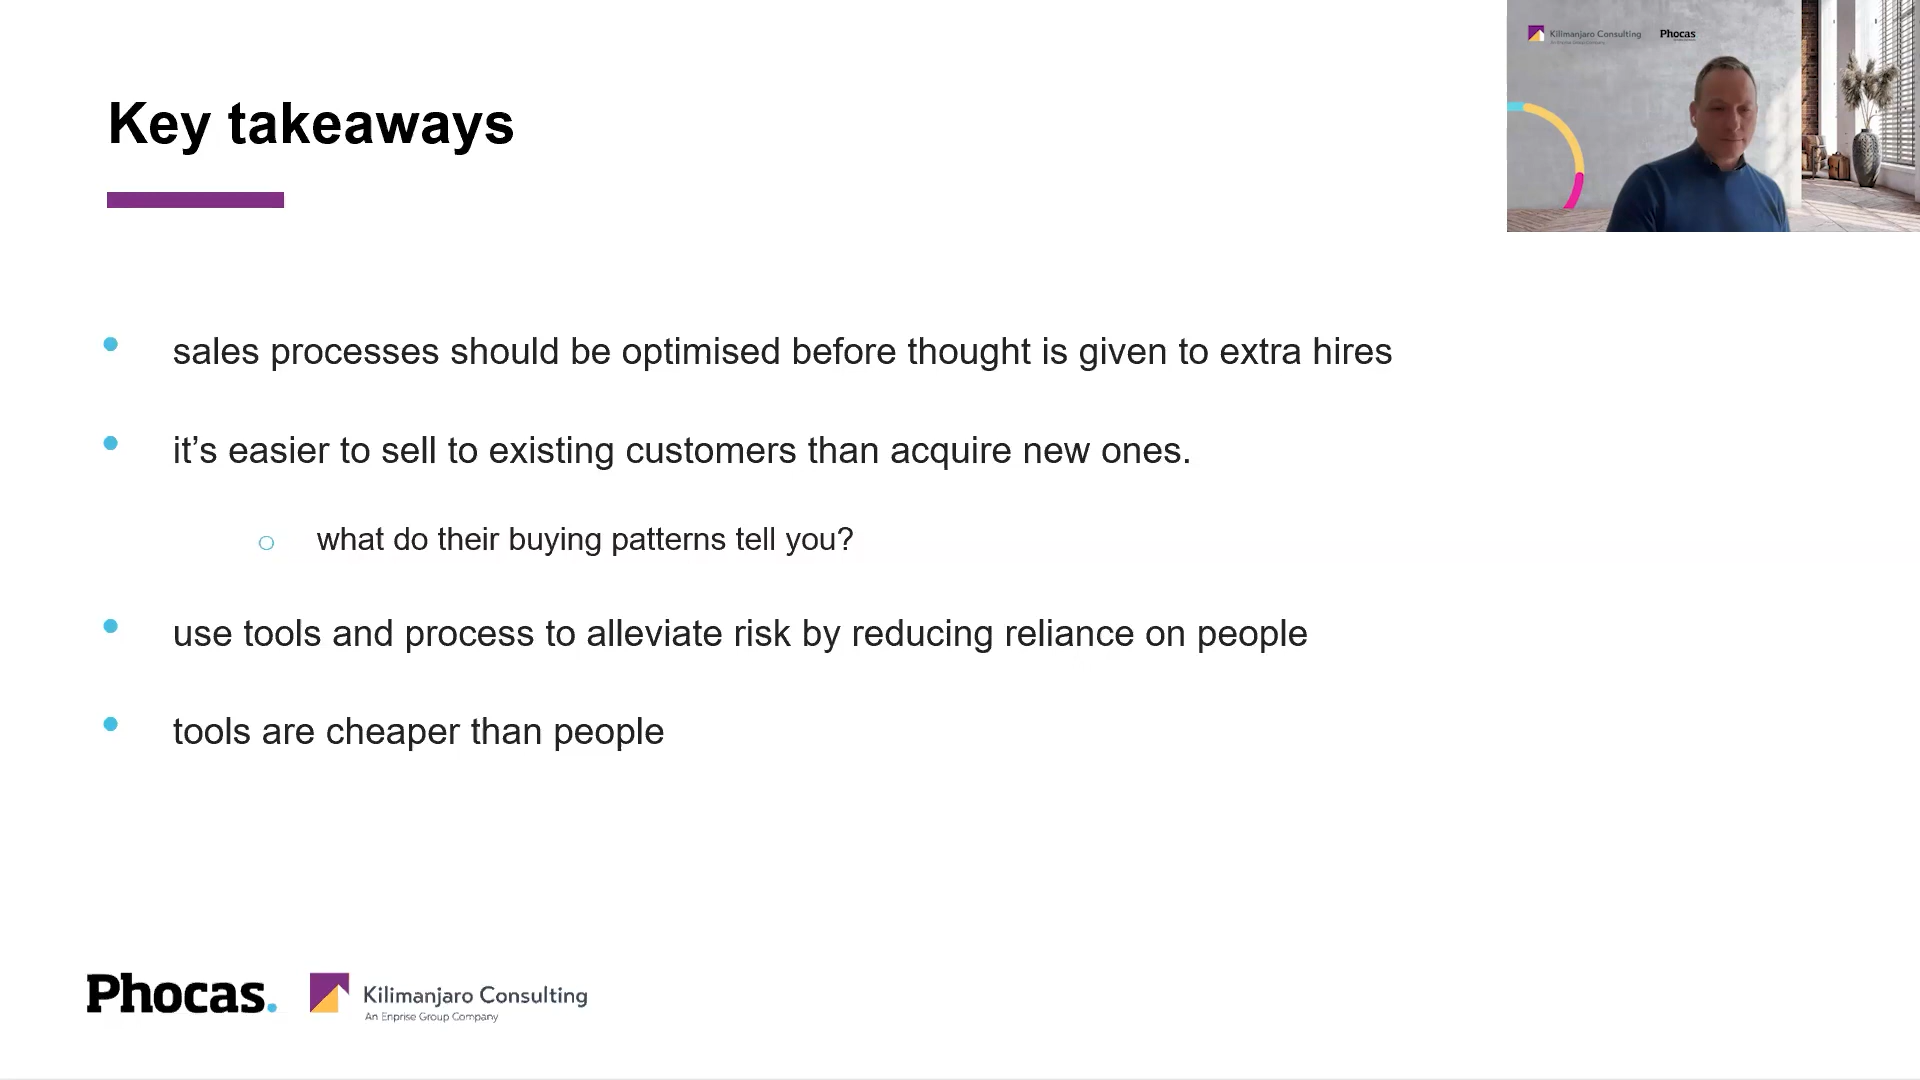 Kilimanjaro Consulting
Phocas
Key takeaways
sales processes should be optimised before thought is given to extra hires
it’s easier to sell to existing customers than acquire new ones.
what do their buying patterns tell you?
use tools and process to alleviate risk by reducing reliance on people
tools are cheaper than people
Phocas.
Kilimanjaro Consulting
An Enprise Group Company